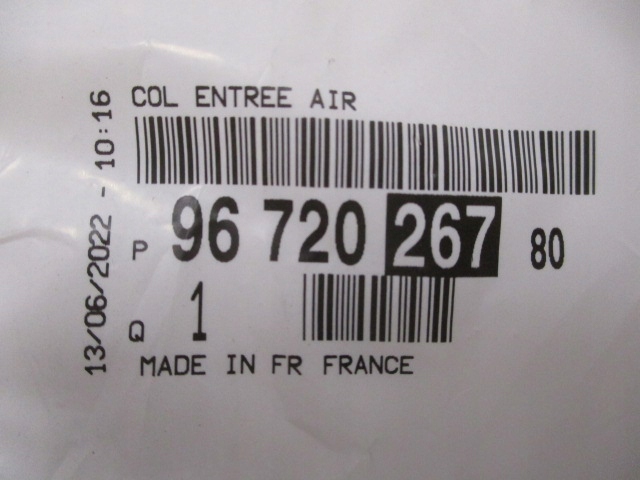 COL ENTREE AIR
P 96 720 267 80
Q 1
MADE IN FR FRANCE
13/06/2022 - 10:16